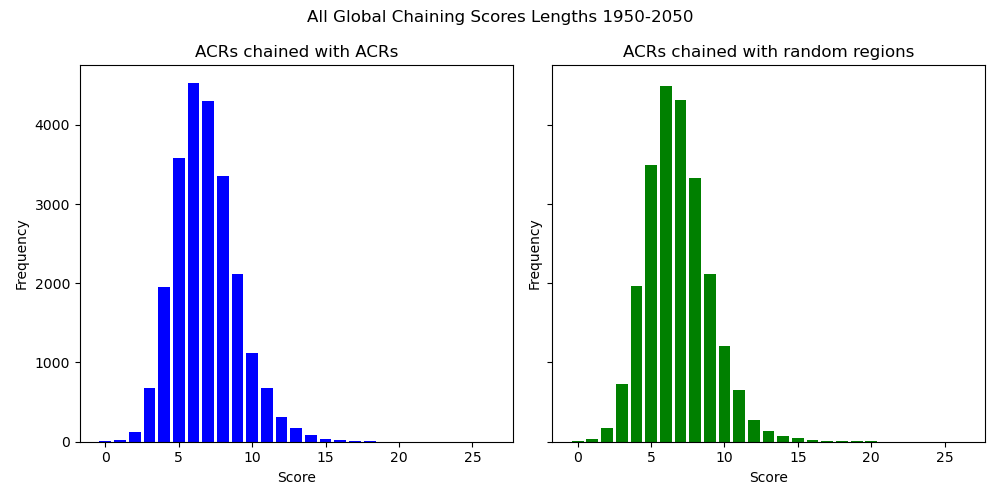 All Global Chaining Scores Lengths 1950-2050
ACRs chained with ACRs
4000
3000
2000
1000
0
Frequency
0 5 10 15 20 25
Score
ACRs chained with random regions
Frequency
0 5 10 15 20 25
Score